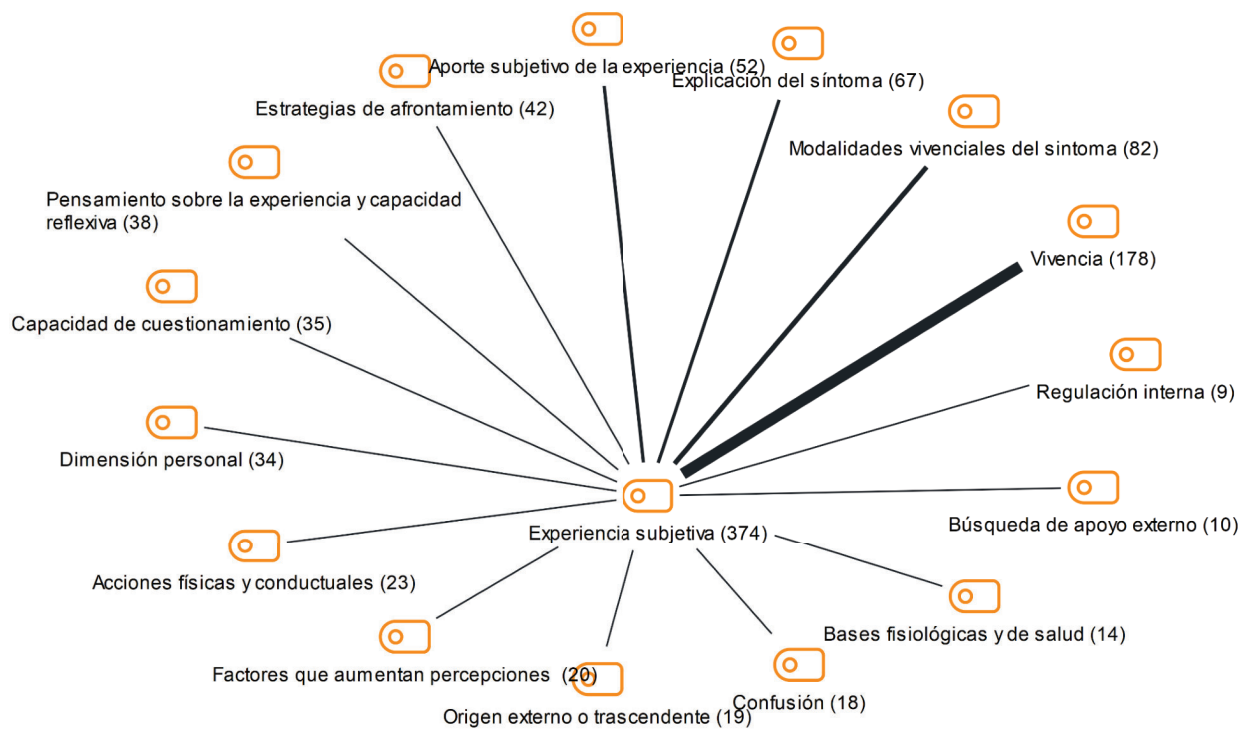 Aporte subjetivo de la experiencia (52)
Explicación del síntoma (67)
Estrategias de afrontamiento (42)
Modalidades vivenciales del sintoma (82)
Pensamiento sobre la experiencia y capacidad
reflexiva (38)
Vivencia (178)
Capacidad de cuestionamiento (35)
Regulación interna (9)
Dimensión personal (34)
Búsqueda de apoyo externo (10)
Experiencia subjetiva (374)
Acciones físicas y conductuales (23)
Bases fisiológicas y de salud (14)
Factores que aumentan percepciones (20)
Confusión (18)
Origen externo o trascendente (19)